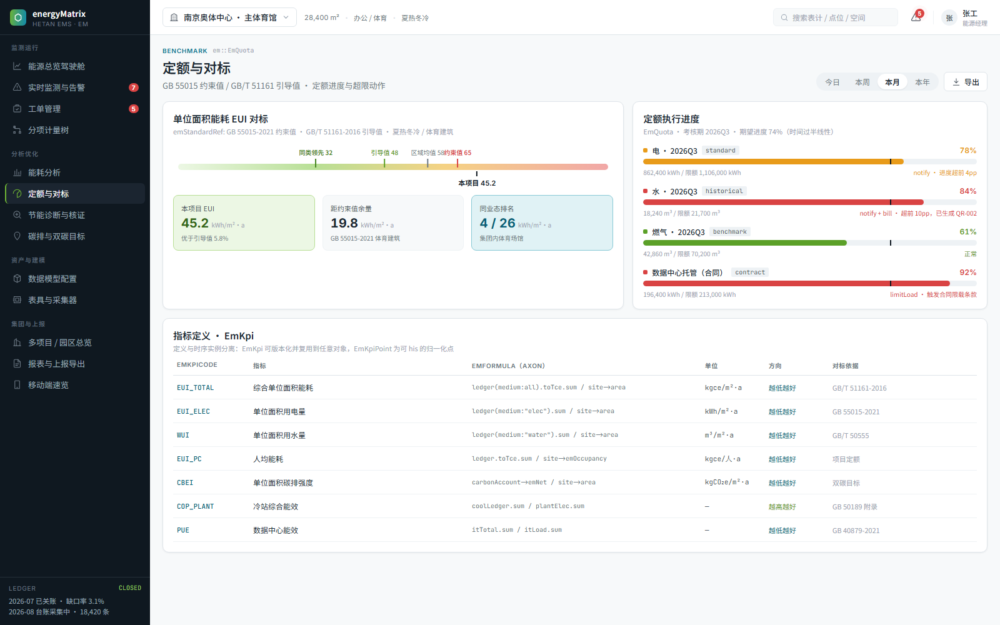 energyMatrix
HETAN EMS · EM
监测运行
能源总览驾驶舱
实时监测与告警 7
工单管理 5
分项计量树
分析优化
能耗分析
定额与对标
节能诊断与核证
碳排与双碳目标
资产与建模
数据模型配置
表具与采集器
集团与上报
多项目 / 园区总览
报表与上报导出
移动端速览
LEDGER CLOSED
2026-07 已关账 · 缺口率 3.1%
2026-08 台账采集中 · 18,420 条
南京奥体中心 · 主体育馆 28,400 m² · 办公 / 体育 · 夏热冬冷
搜索表计 / 点位 / 空间
5
张
张工
能源经理
BENCHMARK em::EmQuota
定额与对标
GB 55015 约束值 / GB/T 51161 引导值 · 定额进度与超限动作
今日 本周 本月 本年 导出
单位面积能耗 EUI 对标
emStandardRef: GB 55015-2021 约束值 · GB/T 51161-2016 引导值 · 夏热冬冷 / 体育建筑
同类领先 32 引导值 48 区域均值 58 约束值 65
本项目 45.2
本项目 EUI
45.2 kWh/m² · a
优于引导值 5.8%
距约束值余量
19.8 kWh/m² · a
GB 55015-2021 体育建筑
同业态排名
4 / 26 kWh/m² · a
集团内体育场馆
定额执行进度
EmQuota · 考核期 2026Q3 · 期望进度 74%（时间过半线性）
电 · 2026Q3 standard 78%
862,400 kWh / 限额 1,106,000 kWh notify · 进度超前 4pp
水 · 2026Q3 historical 84%
18,240 m³ / 限额 21,700 m³ notify + bill · 超前 10pp，已生成 QR-002
燃气 · 2026Q3 benchmark 61%
42,860 m³ / 限额 70,200 m³ 正常
数据中心托管（合同） contract 92%
196,400 kWh / 限额 213,000 kWh limitLoad · 触发合同限载条款
指标定义 · EmKpi
定义与时序实例分离：EmKpi 可版本化并复用到任意对象，EmKpiPoint 为可 his 的归一化点
EMKPICODE 指标 EMFORMULA（AXON） 单位 方向 对标依据
EUI_TOTAL 综合单位面积能耗 ledger(medium:all).toTce.sum / site→area kgce/m²·a 越低越好 GB/T 51161-2016
EUI_ELEC 单位面积用电量 ledger(medium:"elec").sum / site→area kWh/m²·a 越低越好 GB 55015-2021
WUI 单位面积用水量 ledger(medium:"water").sum / site→area m³/m²·a 越低越好 GB/T 50555
EUI_PC 人均能耗 ledger.toTce.sum / site→emOccupancy kgce/人·a 越低越好 项目定额
CBEI 单位面积碳排强度 carbonAccount→emNet / site→area kgCO₂e/m²·a 越低越好 双碳目标
COP_PLANT 冷站综合能效 coolLedger.sum / plantElec.sum — 越高越好 GB 50189 附录
PUE 数据中心能效 itTotal.sum / itLoad.sum — 越低越好 GB 40879-2021